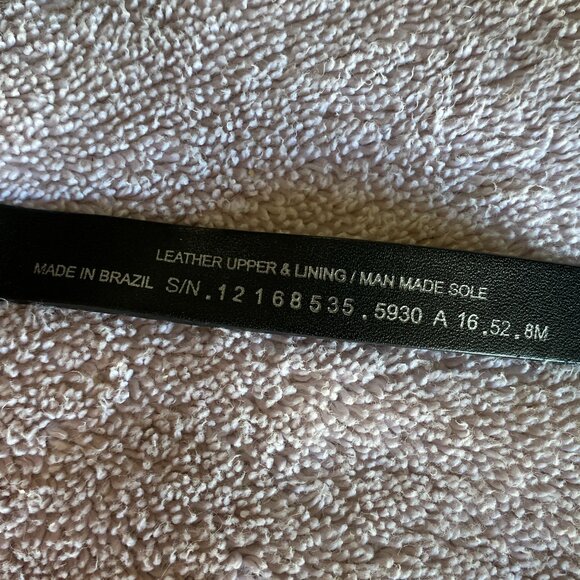 LEATHER UPPER & LINING / MAN MADE SOLE
MADE IN BRAZIL S/N.12168535.5930 A 16.52.8M